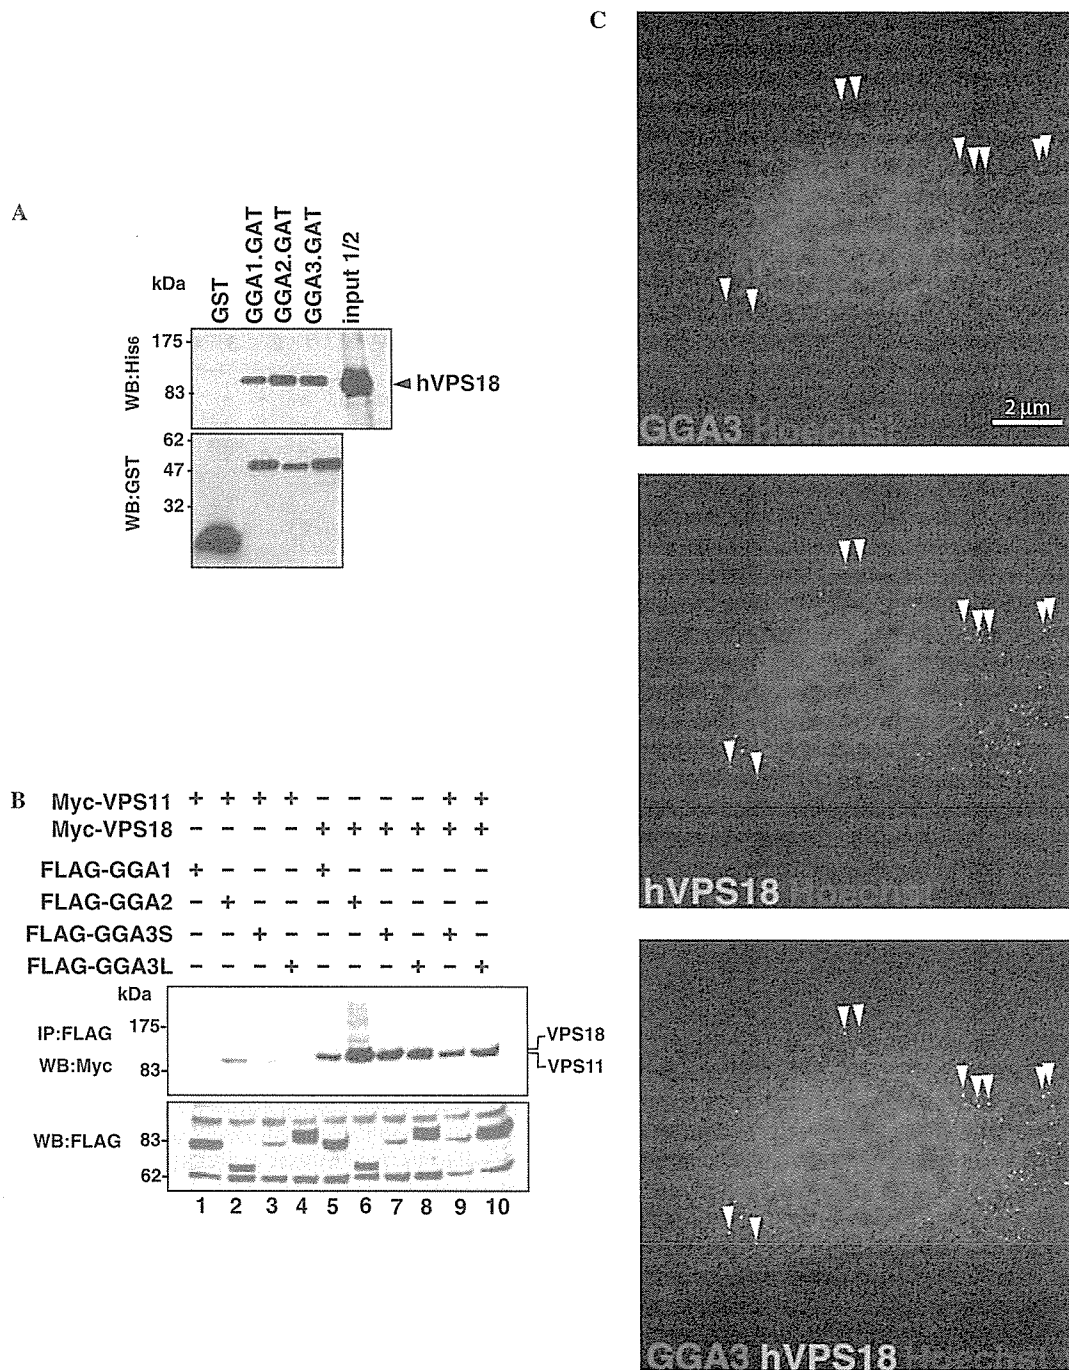 A
kDa
GST
GGA1.GAT
GGA2.GAT
GGA3.GAT
input 1/2
WB:His6
175-
83-
hVPS18
WB:GST
62-
47-
32-
B
Myc-VPS11 + + + + − − − − + +
Myc-VPS18 − − − − + + + + + +
FLAG-GGA1 + − − − + − − − − −
FLAG-GGA2 − + − − − + − − − −
FLAG-GGA3S − − + − − − + − + −
FLAG-GGA3L − − − + − − − + − +
kDa
IP:FLAG
WB:Myc
175-
83-
VPS18
VPS11
WB:FLAG
83-
62-
1 2 3 4 5 6 7 8 9 10
C
2 μm
GGA3 Hoechst
hVPS18 Hoechst
GGA3 hVPS18 Hoechst